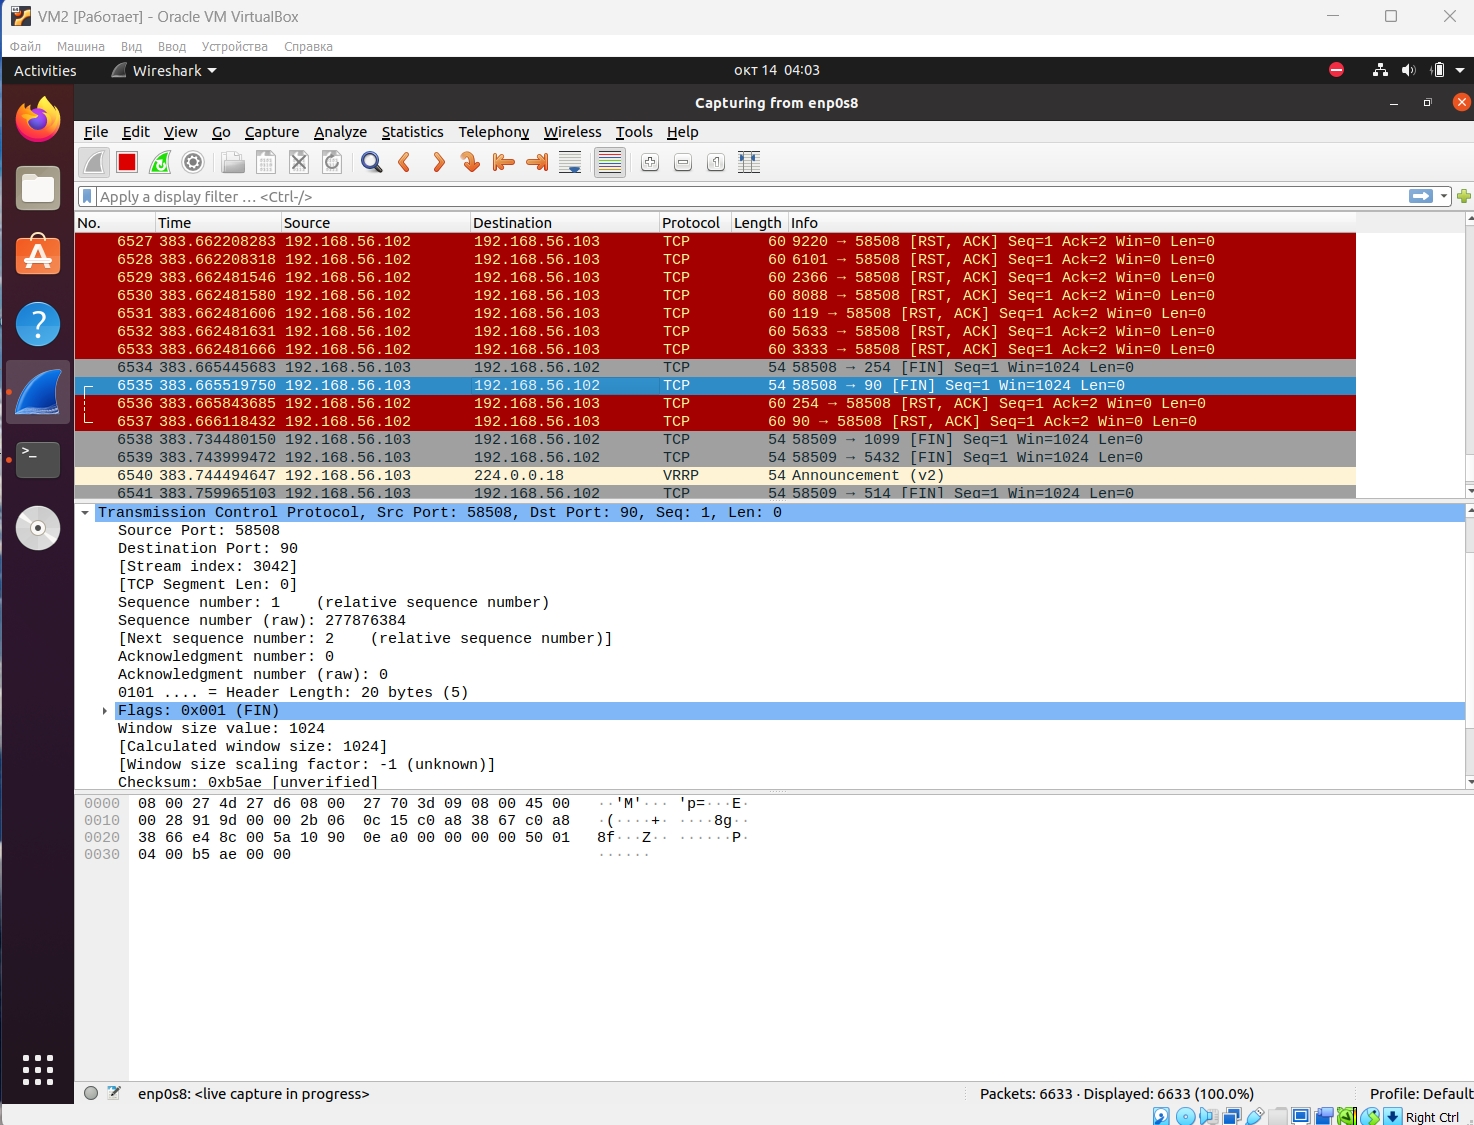 VM2 [Работает] - Oracle VM VirtualBox
Файл Машина Вид Ввод Устройства Справка
Activities Wireshark окт 14 04:03
Capturing from enp0s8
File Edit View Go Capture Analyze Statistics Telephony Wireless Tools Help
Apply a display filter … <Ctrl-/>
No. Time Source Destination Protocol Length Info
6527 383.662208283 192.168.56.102 192.168.56.103 TCP 60 9220 → 58508 [RST, ACK] Seq=1 Ack=2 Win=0 Len=0
6528 383.662208318 192.168.56.102 192.168.56.103 TCP 60 6101 → 58508 [RST, ACK] Seq=1 Ack=2 Win=0 Len=0
6529 383.662481546 192.168.56.102 192.168.56.103 TCP 60 2366 → 58508 [RST, ACK] Seq=1 Ack=2 Win=0 Len=0
6530 383.662481580 192.168.56.102 192.168.56.103 TCP 60 8088 → 58508 [RST, ACK] Seq=1 Ack=2 Win=0 Len=0
6531 383.662481606 192.168.56.102 192.168.56.103 TCP 60 119 → 58508 [RST, ACK] Seq=1 Ack=2 Win=0 Len=0
6532 383.662481631 192.168.56.102 192.168.56.103 TCP 60 5633 → 58508 [RST, ACK] Seq=1 Ack=2 Win=0 Len=0
6533 383.662481666 192.168.56.102 192.168.56.103 TCP 60 3333 → 58508 [RST, ACK] Seq=1 Ack=2 Win=0 Len=0
6534 383.665445683 192.168.56.103 192.168.56.102 TCP 54 58508 → 254 [FIN] Seq=1 Win=1024 Len=0
6535 383.665519750 192.168.56.103 192.168.56.102 TCP 54 58508 → 90 [FIN] Seq=1 Win=1024 Len=0
6536 383.665843685 192.168.56.102 192.168.56.103 TCP 60 254 → 58508 [RST, ACK] Seq=1 Ack=2 Win=0 Len=0
6537 383.666118432 192.168.56.102 192.168.56.103 TCP 60 90 → 58508 [RST, ACK] Seq=1 Ack=2 Win=0 Len=0
6538 383.734480150 192.168.56.103 192.168.56.102 TCP 54 58509 → 1099 [FIN] Seq=1 Win=1024 Len=0
6539 383.743999472 192.168.56.103 192.168.56.102 TCP 54 58509 → 5432 [FIN] Seq=1 Win=1024 Len=0
6540 383.744494647 192.168.56.103 224.0.0.18 VRRP 54 Announcement (v2)
6541 383.759965103 192.168.56.103 192.168.56.102 TCP 54 58509 → 514 [FIN] Seq=1 Win=1024 Len=0
Transmission Control Protocol, Src Port: 58508, Dst Port: 90, Seq: 1, Len: 0
Source Port: 58508
Destination Port: 90
[Stream index: 3042]
[TCP Segment Len: 0]
Sequence number: 1 (relative sequence number)
Sequence number (raw): 277876384
[Next sequence number: 2 (relative sequence number)]
Acknowledgment number: 0
Acknowledgment number (raw): 0
0101 .... = Header Length: 20 bytes (5)
Flags: 0x001 (FIN)
Window size value: 1024
[Calculated window size: 1024]
[Window size scaling factor: -1 (unknown)]
Checksum: 0xb5ae [unverified]
0000 08 00 27 4d 27 d6 08 00 27 70 3d 09 08 00 45 00 ··'M'··· 'p=···E·
0010 00 28 91 9d 00 00 2b 06 0c 15 c0 a8 38 67 c0 a8 ·(····+· ····8g··
0020 38 66 e4 8c 00 5a 10 90 0e a0 00 00 00 00 50 01 8f···Z·· ······P·
0030 04 00 b5 ae 00 00 ······
enp0s8: <live capture in progress> Packets: 6633 · Displayed: 6633 (100.0%) Profile: Default
Right Ctrl